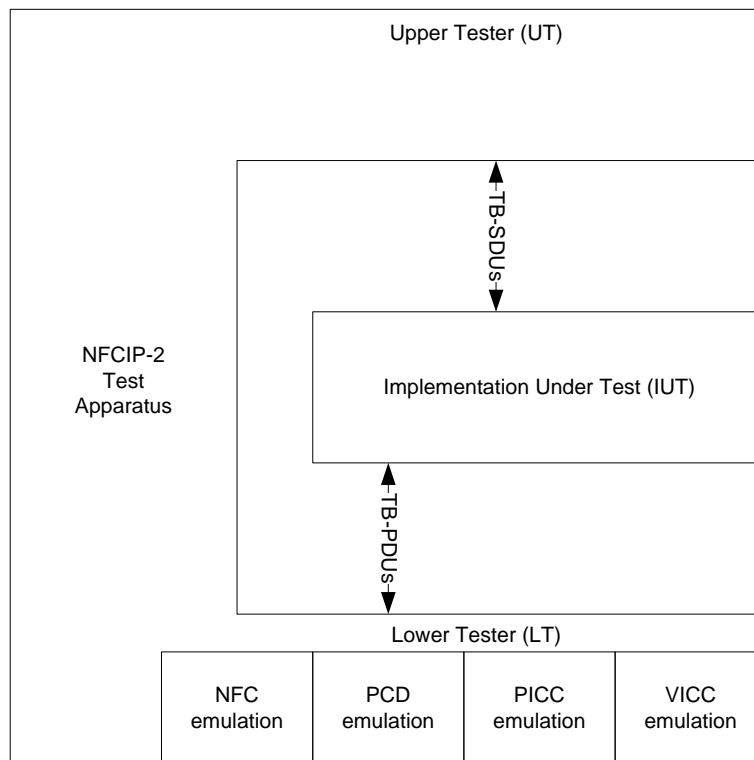 Upper Tester (UT)
TB-SDUs
NFCIP-2
Test
Apparatus
Implementation Under Test (IUT)
TB-PDUs
Lower Tester (LT)
NFC
emulation
PCD
emulation
PICC
emulation
VICC
emulation